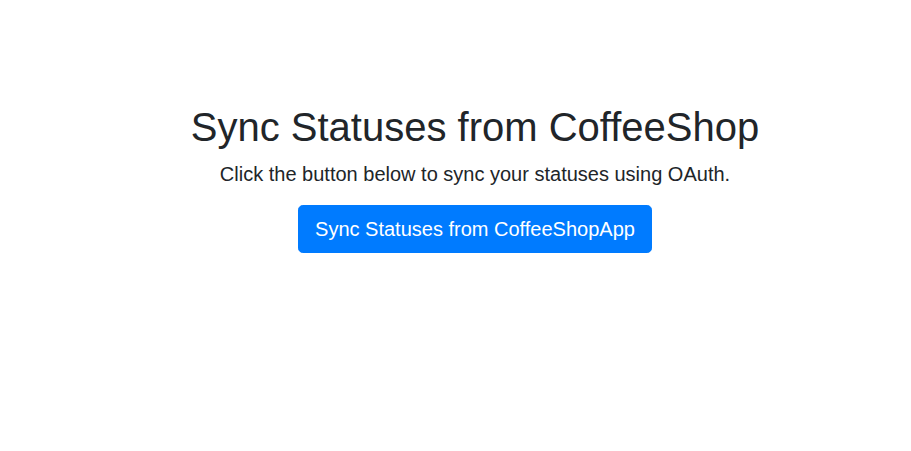 Sync Statuses from CoffeeShop
Click the button below to sync your statuses using OAuth.
Sync Statuses from CoffeeShopApp